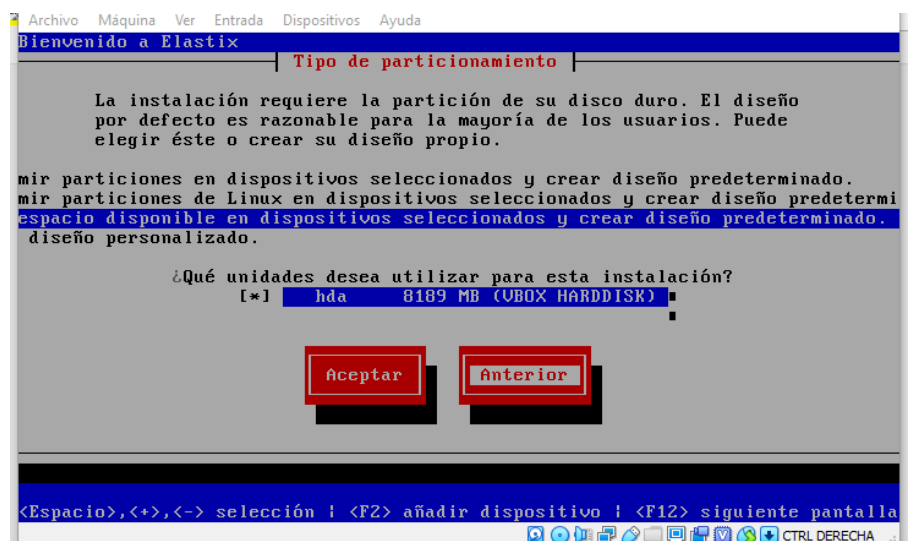 Archivo Máquina Ver Entrada Dispositivos Ayuda
Bienvenido a Elastix
Tipo de particionamiento
La instalación requiere la partición de su disco duro. El diseño
por defecto es razonable para la mayoría de los usuarios. Puede
elegir éste o crear su diseño propio.
mir particiones en dispositivos seleccionados y crear diseño predeterminado.
mir particiones de Linux en dispositivos seleccionados y crear diseño predetermi
espacio disponible en dispositivos seleccionados y crear diseño predeterminado.
diseño personalizado.
¿Qué unidades desea utilizar para esta instalación?
[*] hda 8189 MB (VBOX HARDDISK)
Aceptar Anterior
<Espacio>,<+>,<-> selección | <F2> añadir dispositivo | <F12> siguiente pantalla
CTRL DERECHA